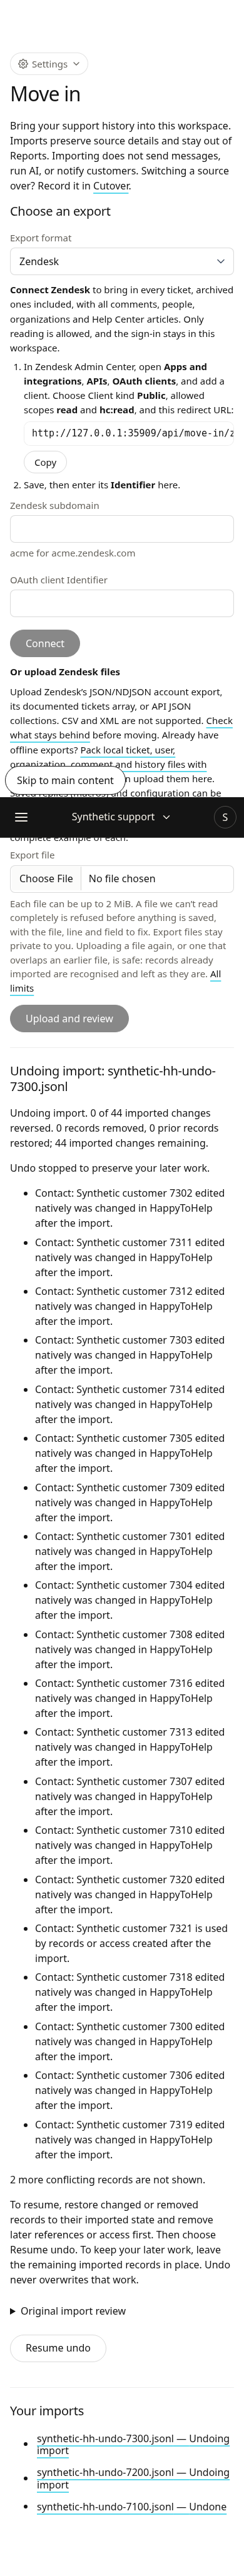 Settings
Move in
Bring your support history into this workspace.
Imports preserve source details and stay out of
Reports. Importing does not send messages,
run AI, or notify customers. Switching a source
over? Record it in Cutover.
Choose an export
Export format
Zendesk
Connect Zendesk to bring in every ticket, archived
ones included, with all comments, people,
organizations and Help Center articles. Only
reading is allowed, and the sign-in stays in this
workspace.
1. In Zendesk Admin Center, open Apps and
integrations, APIs, OAuth clients, and add a
client. Choose Client kind Public, allowed
scopes read and hc:read, and this redirect URL:
http://127.0.0.1:35909/api/move-in/z
Copy
2. Save, then enter its Identifier here.
Zendesk subdomain
acme for acme.zendesk.com
OAuth client Identifier
Connect
Or upload Zendesk files
Upload Zendesk's JSON/NDJSON account export,
its documented tickets array, or API JSON
collections. CSV and XML are not supported. Check
what stays behind before moving. Already have
offline exports? Pack local ticket, user,
organization, comment and history files with
Skip to main content
n upload them here.
and configuration can be
Synthetic support
S
complete example of each.
Export file
Choose File No file chosen
Each file can be up to 2 MiB. A file we can't read
completely is refused before anything is saved,
with the file, line and field to fix. Export files stay
private to you. Uploading a file again, or one that
overlaps an earlier file, is safe: records already
imported are recognised and left as they are. All
limits
Upload and review
Undoing import: synthetic-hh-undo-
7300.jsonl
Undoing import. 0 of 44 imported changes
reversed. 0 records removed, 0 prior records
restored; 44 imported changes remaining.
Undo stopped to preserve your later work.
• Contact: Synthetic customer 7302 edited
natively was changed in HappyToHelp
after the import.
• Contact: Synthetic customer 7311 edited
natively was changed in HappyToHelp
after the import.
• Contact: Synthetic customer 7312 edited
natively was changed in HappyToHelp
after the import.
• Contact: Synthetic customer 7303 edited
natively was changed in HappyToHelp
after the import.
• Contact: Synthetic customer 7314 edited
natively was changed in HappyToHelp
after the import.
• Contact: Synthetic customer 7305 edited
natively was changed in HappyToHelp
after the import.
• Contact: Synthetic customer 7309 edited
natively was changed in HappyToHelp
after the import.
• Contact: Synthetic customer 7301 edited
natively was changed in HappyToHelp
after the import.
• Contact: Synthetic customer 7304 edited
natively was changed in HappyToHelp
after the import.
• Contact: Synthetic customer 7308 edited
natively was changed in HappyToHelp
after the import.
• Contact: Synthetic customer 7316 edited
natively was changed in HappyToHelp
after the import.
• Contact: Synthetic customer 7313 edited
natively was changed in HappyToHelp
after the import.
• Contact: Synthetic customer 7307 edited
natively was changed in HappyToHelp
after the import.
• Contact: Synthetic customer 7310 edited
natively was changed in HappyToHelp
after the import.
• Contact: Synthetic customer 7320 edited
natively was changed in HappyToHelp
after the import.
• Contact: Synthetic customer 7321 is used
by records or access created after the
import.
• Contact: Synthetic customer 7318 edited
natively was changed in HappyToHelp
after the import.
• Contact: Synthetic customer 7300 edited
natively was changed in HappyToHelp
after the import.
• Contact: Synthetic customer 7306 edited
natively was changed in HappyToHelp
after the import.
• Contact: Synthetic customer 7319 edited
natively was changed in HappyToHelp
after the import.
2 more conflicting records are not shown.
To resume, restore changed or removed
records to their imported state and remove
later references or access first. Then choose
Resume undo. To keep your later work, leave
the remaining imported records in place. Undo
never overwrites that work.
Original import review
Resume undo
Your imports
• synthetic-hh-undo-7300.jsonl — Undoing
import
• synthetic-hh-undo-7200.jsonl — Undoing
import
• synthetic-hh-undo-7100.jsonl — Undone